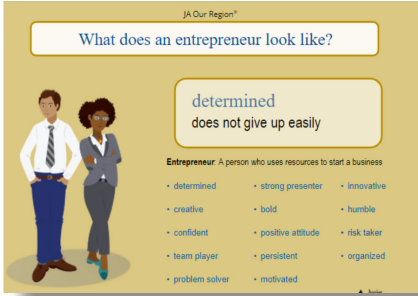 JA Our Region®
What does an entrepreneur look like?
determined
does not give up easily
Entrepreneur: A person who uses resources to start a business
• determined
• strong presenter
• innovative
• creative
• bold
• humble
• confident
• positive attitude
• risk taker
• team player
• persistent
• organized
• problem solver
• motivated